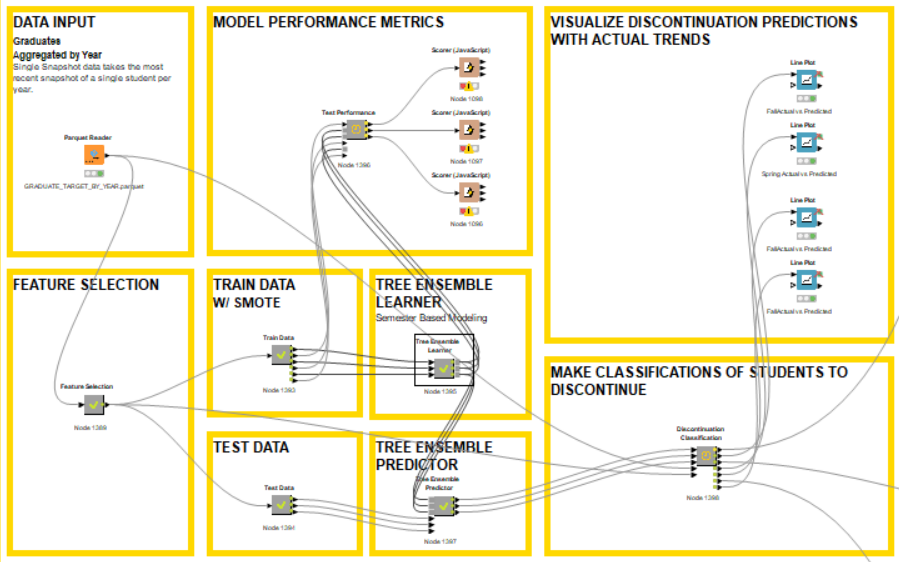 DATA INPUT
Graduates
Aggregated by Year
Single Snapshot data takes the most
recent snapshot of a single student per
year.
Parquet Reader
GRADUATE_TARGET_BY_YEAR.parquet
MODEL PERFORMANCE METRICS
Scorer (JavaScript)
Node 1098
Test Performance
Node 1396
Scorer (JavaScript)
Node 1097
Scorer (JavaScript)
Node 1096
VISUALIZE DISCONTINUATION PREDICTIONS
WITH ACTUAL TRENDS
Line Plot
Fall Actual vs Predicted
Line Plot
Spring Actual vs Predicted
Line Plot
Fall Actual vs Predicted
Line Plot
Fall Actual vs Predicted
FEATURE SELECTION
Feature Selection
Node 1389
TRAIN DATA
W/ SMOTE
Train Data
Node 1393
TREE ENSEMBLE
LEARNER
Semester Based Modeling
Tree Ensemble
Learner
Node 1395
TEST DATA
Test Data
Node 1394
TREE ENSEMBLE
PREDICTOR
Tree Ensemble
Predictor
Node 1397
MAKE CLASSIFICATIONS OF STUDENTS TO
DISCONTINUE
Discontinuation
Classification
Node 1398